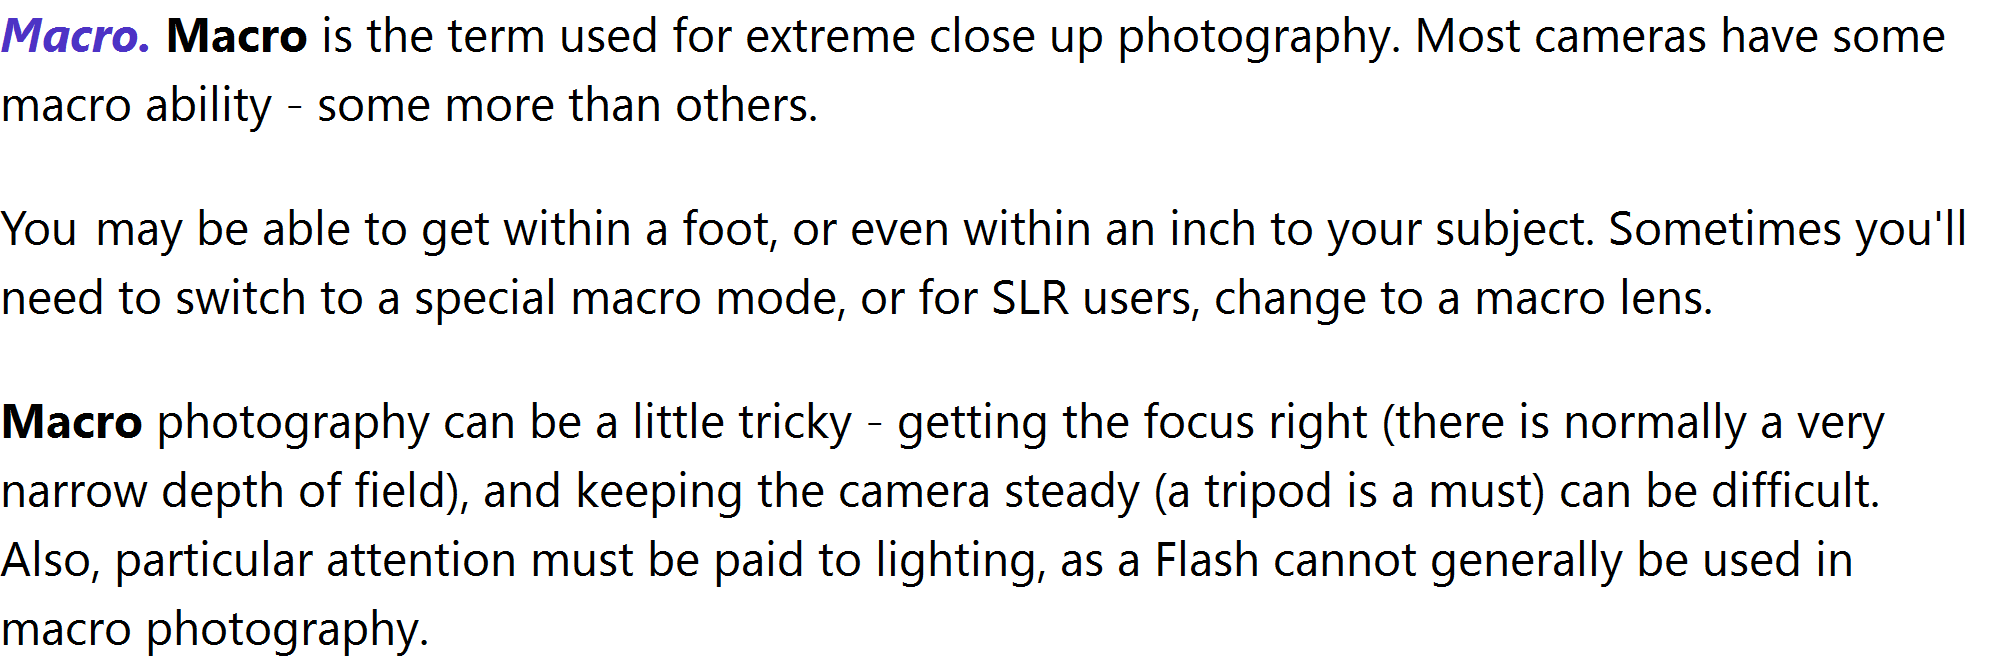 Macro. Macro is the term used for extreme close up photography. Most cameras have some
macro ability - some more than others.
You may be able to get within a foot, or even within an inch to your subject. Sometimes you'll
need to switch to a special macro mode, or for SLR users, change to a macro lens.
Macro photography can be a little tricky - getting the focus right (there is normally a very
narrow depth of field), and keeping the camera steady (a tripod is a must) can be difficult.
Also, particular attention must be paid to lighting, as a Flash cannot generally be used in
macro photography.